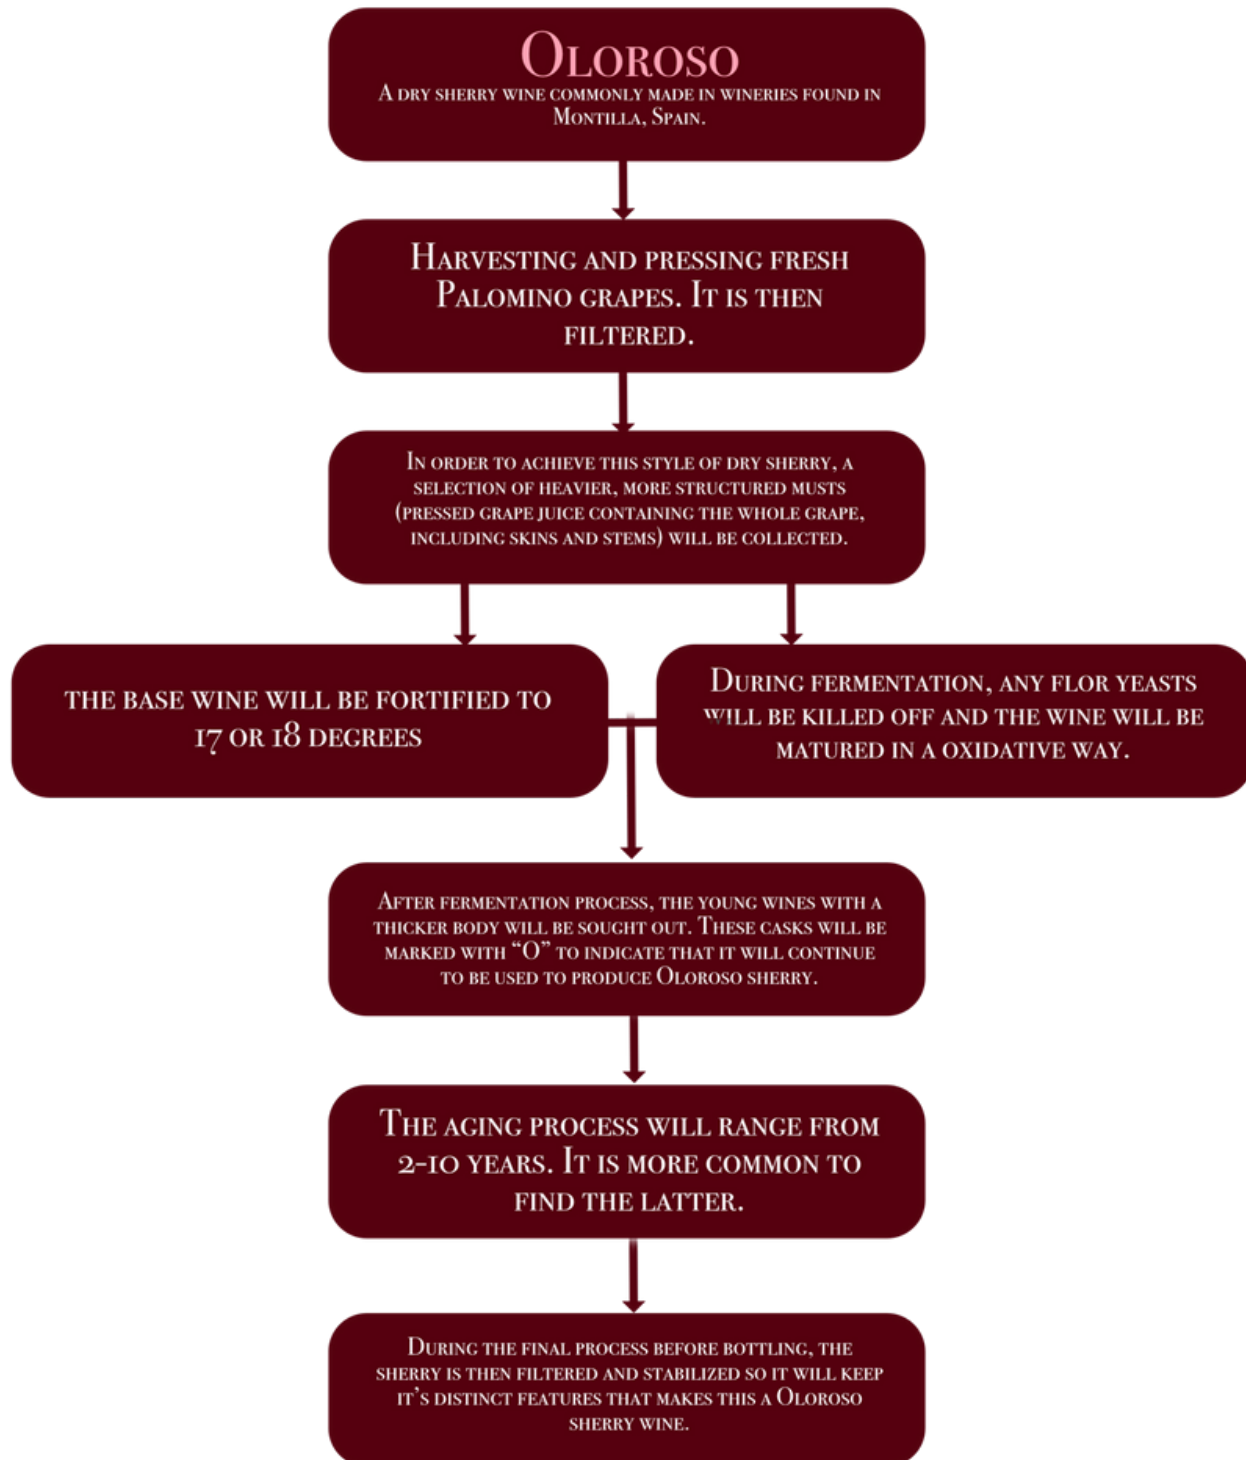 Oloroso
A dry sherry wine commonly made in wineries found in
Montilla, Spain.
Harvesting and pressing fresh
Palomino grapes. It is then
filtered.
In order to achieve this style of dry sherry, a
selection of heavier, more structured musts
(pressed grape juice containing the whole grape,
including skins and stems) will be collected.
the base wine will be fortified to
17 or 18 degrees
During fermentation, any flor yeasts
will be killed off and the wine will be
matured in a oxidative way.
After fermentation process, the young wines with a
thicker body will be sought out. These casks will be
marked with “O” to indicate that it will continue
to be used to produce Oloroso sherry.
The aging process will range from
2-10 years. It is more common to
find the latter.
During the final process before bottling, the
sherry is then filtered and stabilized so it will keep
it's distinct features that makes this a Oloroso
sherry wine.